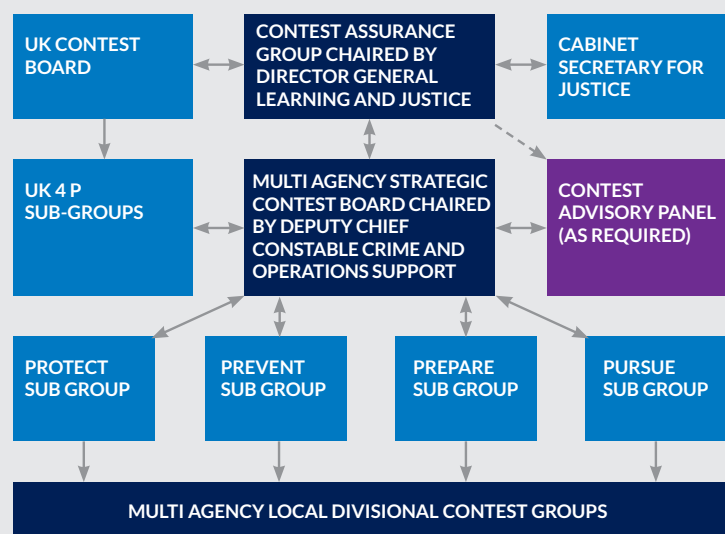 UK CONTEST
BOARD
CONTEST ASSURANCE
GROUP CHAIRED BY
DIRECTOR GENERAL
LEARNING AND JUSTICE
CABINET
SECRETARY FOR
JUSTICE
UK 4 P
SUB-GROUPS
MULTI AGENCY STRATEGIC
CONTEST BOARD CHAIRED
BY DEPUTY CHIEF
CONSTABLE CRIME AND
OPERATIONS SUPPORT
CONTEST
ADVISORY PANEL
(AS REQUIRED)
PROTECT
SUB GROUP
PREVENT
SUB GROUP
PREPARE
SUB GROUP
PURSUE
SUB GROUP
MULTI AGENCY LOCAL DIVISIONAL CONTEST GROUPS